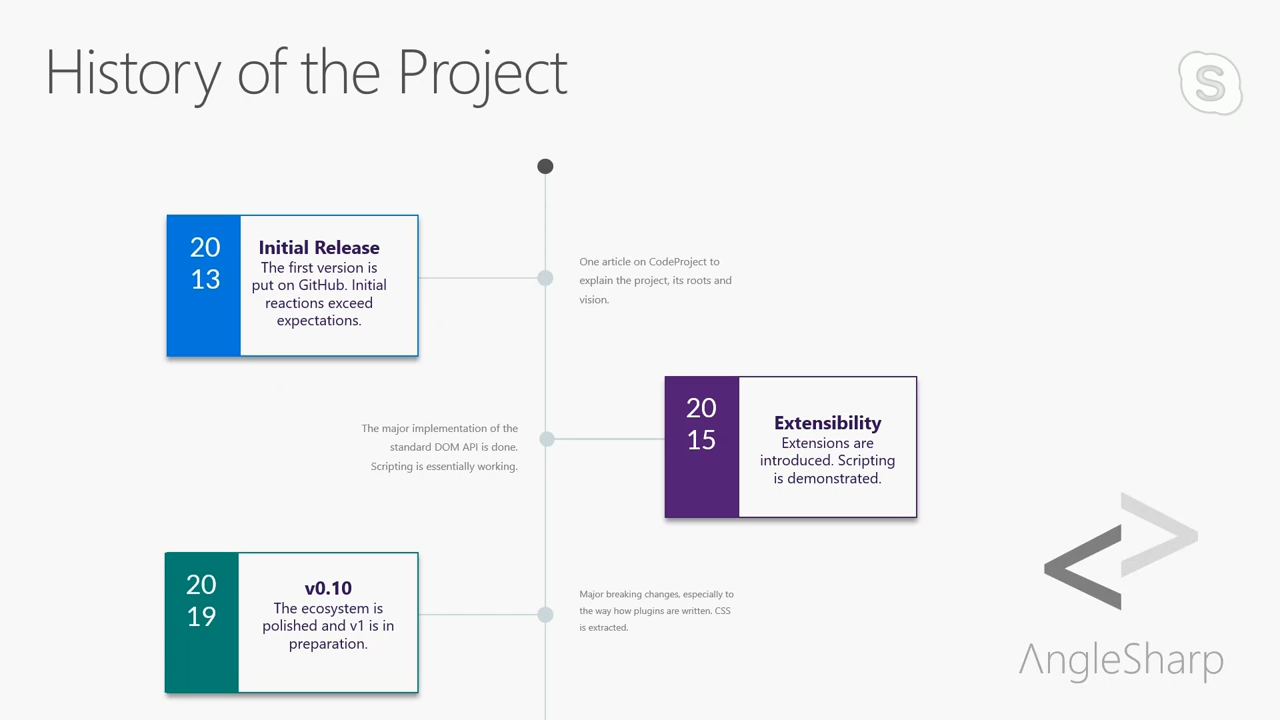 History of the Project
S
20
13
Initial Release
The first version is
put on GitHub. Initial
reactions exceed
expectations.
One article on CodeProject to
explain the project, its roots and
vision.
The major implementation of the
standard DOM API is done.
Scripting is essentially working.
20
15
Extensibility
Extensions are
introduced. Scripting
is demonstrated.
20
19
v0.10
The ecosystem is
polished and v1 is in
preparation.
Major breaking changes, especially to
the way how plugins are written. CSS
is extracted.
AngleSharp